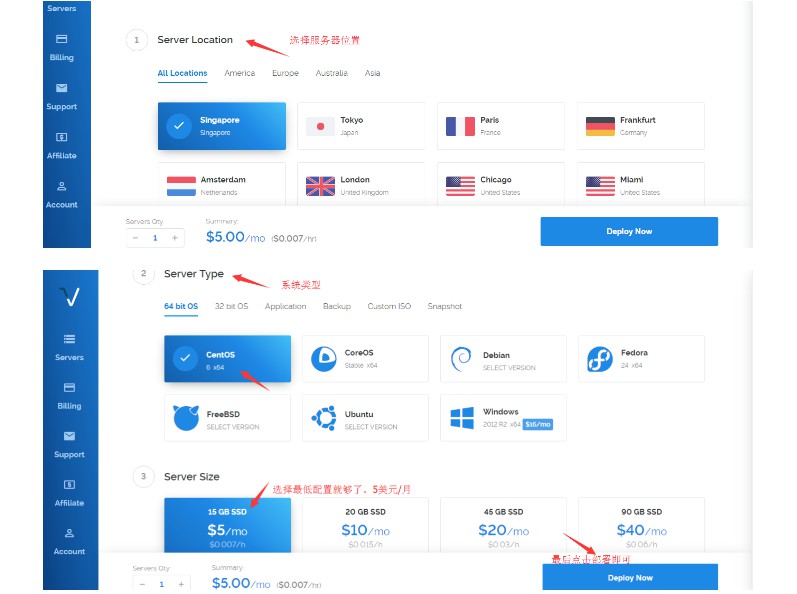 Servers
Billing
Support
Affiliate
Account
1 Server Location 选择服务器位置
All Locations America Europe Australia Asia
Singapore Tokyo Paris Frankfurt
Singapore Japan France Germany
Amsterdam London Chicago Miami
Netherlands United Kingdom United States United States
Servers Qty Summery:
− 1 + $5.00/mo ($0.007/hr) Deploy Now
Servers
Billing
Support
Affiliate
Account
2 Server Type 系统类型
64 bit OS 32 bit OS Application Backup Custom ISO Snapshot
CentOS CoreOS Debian Fedora
6 x64 Stable x64 SELECT VERSION 24 x64
FreeBSD Ubuntu Windows
SELECT VERSION SELECT VERSION 2012 R2 x64 $16/mo
3 Server Size
选择最低配置就够了。5美元/月
15 GB SSD 20 GB SSD 45 GB SSD 90 GB SSD
$5/mo $10/mo $20/mo $40/mo
$0.007/h $0.015/h $0.03/h $0.06/h
最后点击部署即可
Servers Qty: Summary:
− 1 + $5.00/mo ($0.007/hr) Deploy Now